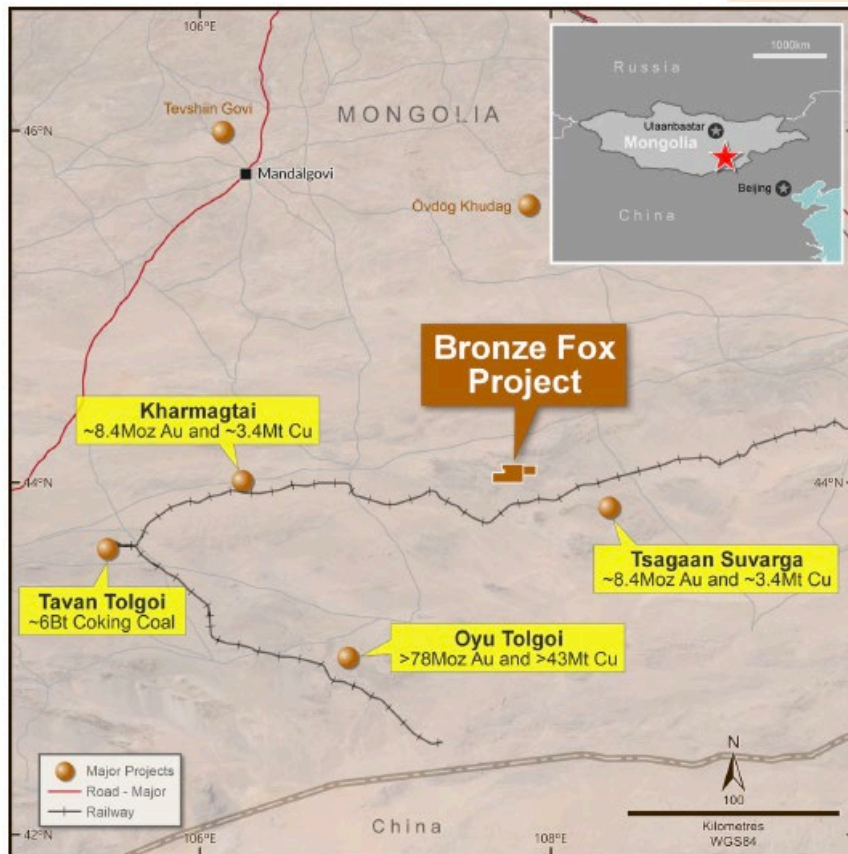 106°E
1000km
Russia
Ulaanbaatar
Mongolia
Beijing
China
Tevshiin Govi
MONGOLIA
46°N
Mandalgovi
Övdög Khudag
Bronze Fox
Project
Kharmagtai
~8.4Moz Au and ~3.4Mt Cu
44°N
44°N
Tsagaan Suvarga
~8.4Moz Au and ~3.4Mt Cu
Tavan Tolgoi
~6Bt Coking Coal
Oyu Tolgoi
>78Moz Au and >43Mt Cu
N
Major Projects
Road - Major
Railway
100
Kilometres
WGS84
China
42°N
106°E
108°E